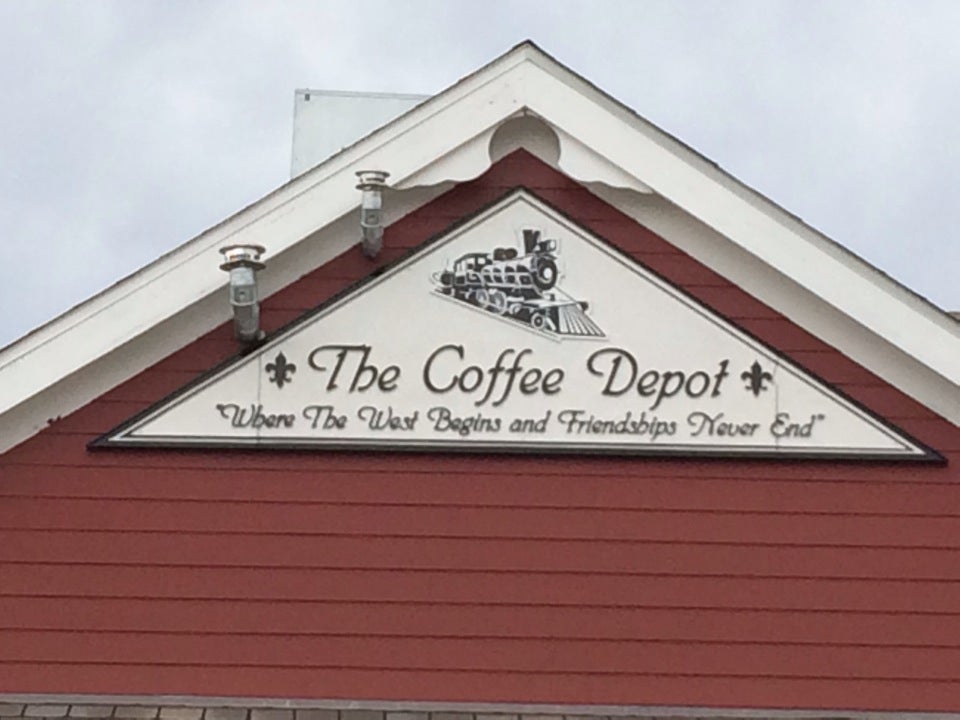 The Coffee Depot
"Where The West Begins and Friendships Never End"